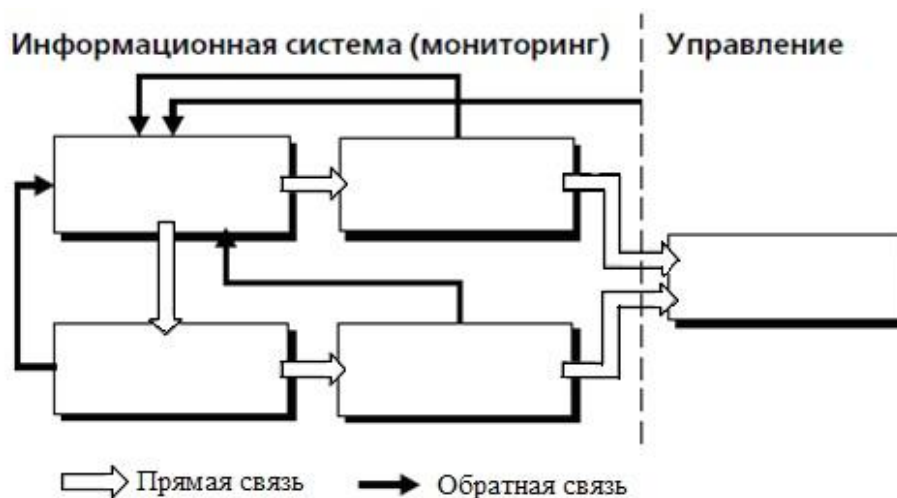 Информационная система (мониторинг) Управление
Прямая связь Обратная связь